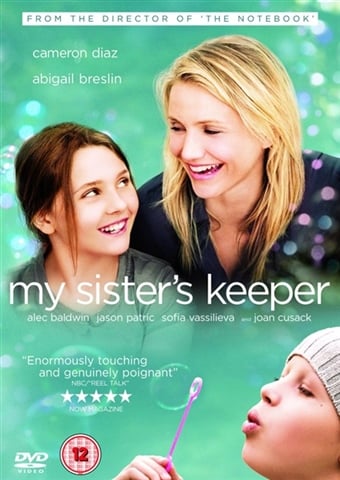 FROM THE DIRECTOR OF 'THE NOTEBOOK'
cameron diaz
abigail breslin
my sister's keeper
alec baldwin jason patric sofia vassilieva and joan cusack
"Enormously touching
and genuinely poignant"
NBC/"REEL TALK"
★★★★★
NOW MAGAZINE
DVD
VIDEO
12